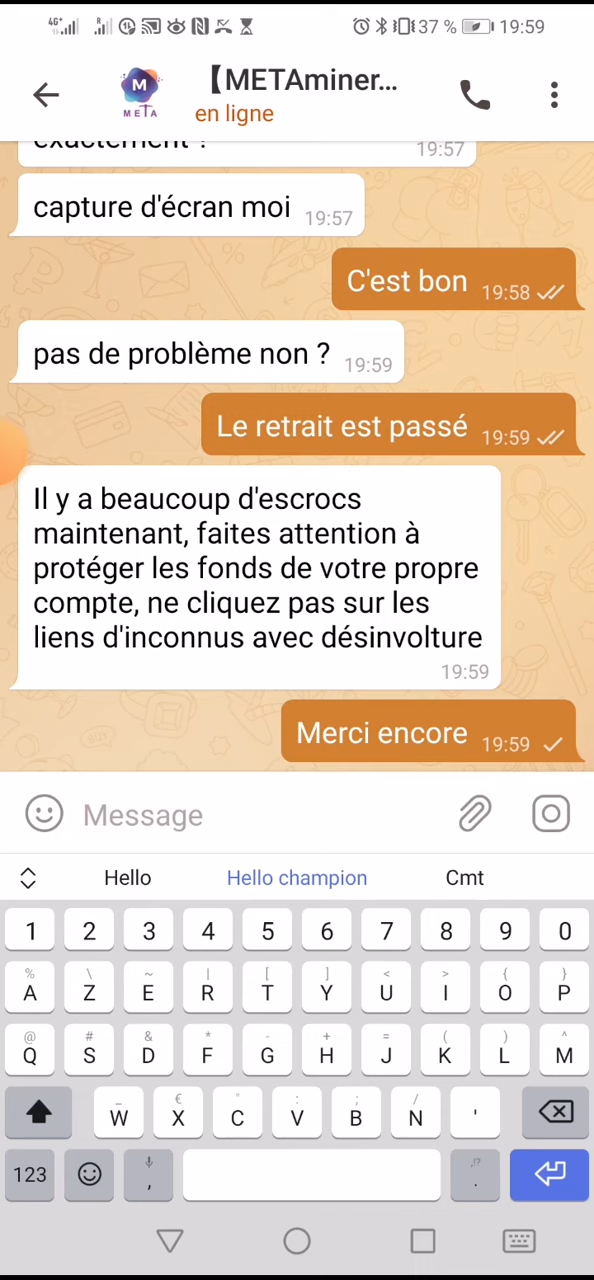 4G+ R 37 % 19:59
M
META
【METAminer...
en ligne
19:57
capture d'écran moi 19:57
C'est bon 19:58
pas de problème non ? 19:59
Le retrait est passé 19:59
Il y a beaucoup d'escrocs
maintenant, faites attention à
protéger les fonds de votre propre
compte, ne cliquez pas sur les
liens d'inconnus avec désinvolture
19:59
Merci encore 19:59
Message
Hello Hello champion Cmt
1 2 3 4 5 6 7 8 9 0
% \ ~ | [ ] < > { }
A Z E R T Y U I O P
@ # & * - + = ( ) ^
Q S D F G H J K L M
_ € " : ; /
W X C V B N '
,!?
123 , .